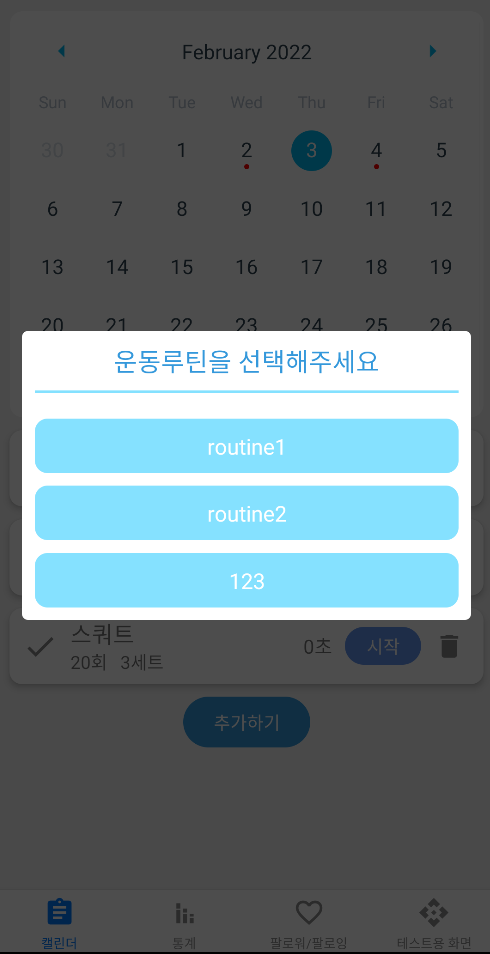 February 2022
Sun Mon Tue Wed Thu Fri Sat
30 31 1 2 3 4 5
6 7 8 9 10 11 12
13 14 15 16 17 18 19
20 21 22 23 24 25 26
운동루틴을 선택해주세요
routine1
routine2
123
스쿼트
20회 3세트
0초
시작
추가하기
캘린더 통계 팔로워/팔로잉 테스트용 화면